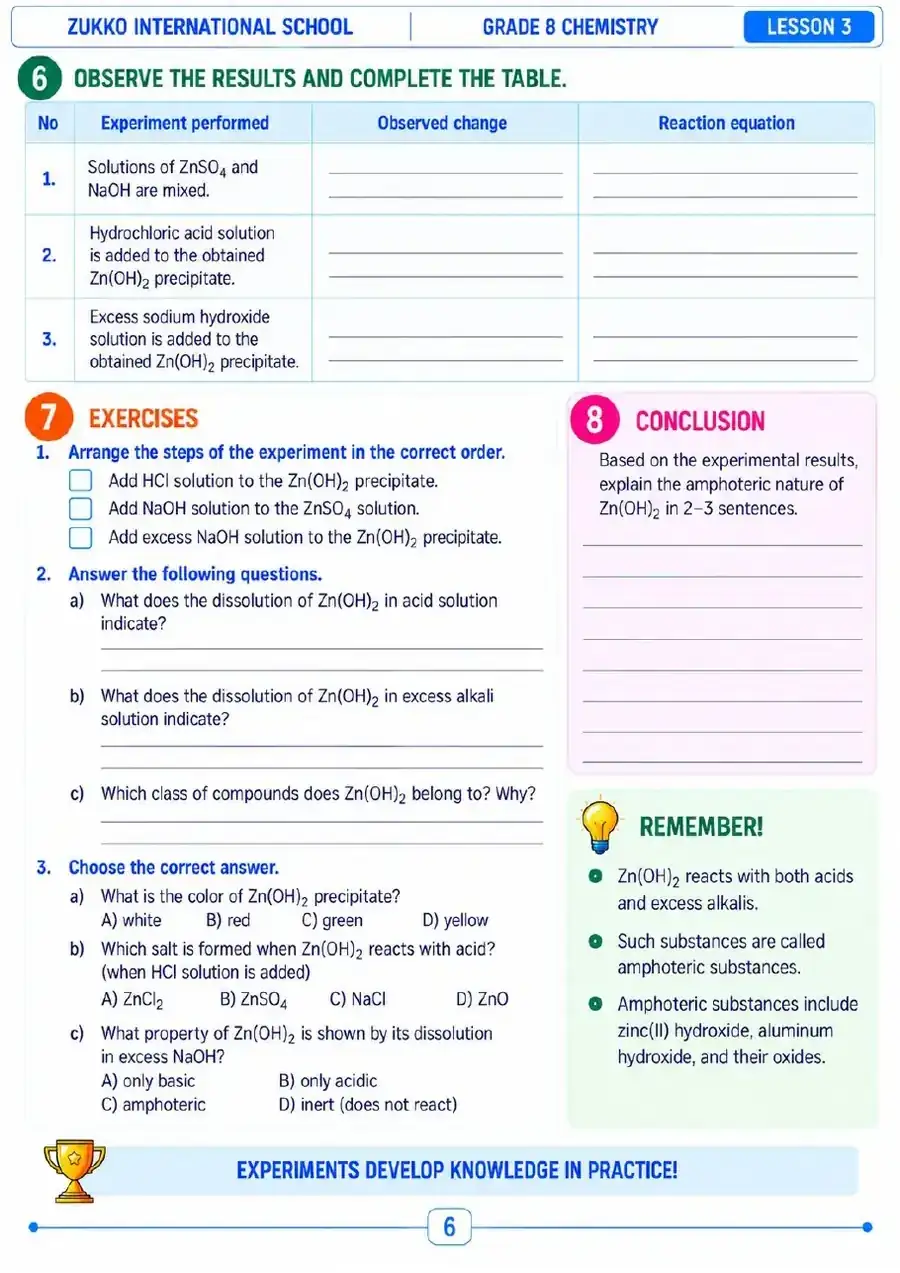 ZUKKO INTERNATIONAL SCHOOL
GRADE 8 CHEMISTRY
LESSON 3
6 OBSERVE THE RESULTS AND COMPLETE THE TABLE.
No
Experiment performed
Observed change
Reaction equation
1.
Solutions of ZnSO₄ and
NaOH are mixed.
2.
Hydrochloric acid solution
is added to the obtained
Zn(OH)₂ precipitate.
3.
Excess sodium hydroxide
solution is added to the
obtained Zn(OH)₂ precipitate.
7 EXERCISES
1. Arrange the steps of the experiment in the correct order.
Add HCl solution to the Zn(OH)₂ precipitate.
Add NaOH solution to the ZnSO₄ solution.
Add excess NaOH solution to the Zn(OH)₂ precipitate.
2. Answer the following questions.
a) What does the dissolution of Zn(OH)₂ in acid solution
indicate?
b) What does the dissolution of Zn(OH)₂ in excess alkali
solution indicate?
c) Which class of compounds does Zn(OH)₂ belong to? Why?
3. Choose the correct answer.
a) What is the color of Zn(OH)₂ precipitate?
A) white B) red C) green D) yellow
b) Which salt is formed when Zn(OH)₂ reacts with acid?
(when HCl solution is added)
A) ZnCl₂ B) ZnSO₄ C) NaCl D) ZnO
c) What property of Zn(OH)₂ is shown by its dissolution
in excess NaOH?
A) only basic B) only acidic
C) amphoteric D) inert (does not react)
8 CONCLUSION
Based on the experimental results,
explain the amphoteric nature of
Zn(OH)₂ in 2–3 sentences.
REMEMBER!
Zn(OH)₂ reacts with both acids
and excess alkalis.
Such substances are called
amphoteric substances.
Amphoteric substances include
zinc(II) hydroxide, aluminum
hydroxide, and their oxides.
EXPERIMENTS DEVELOP KNOWLEDGE IN PRACTICE!
6